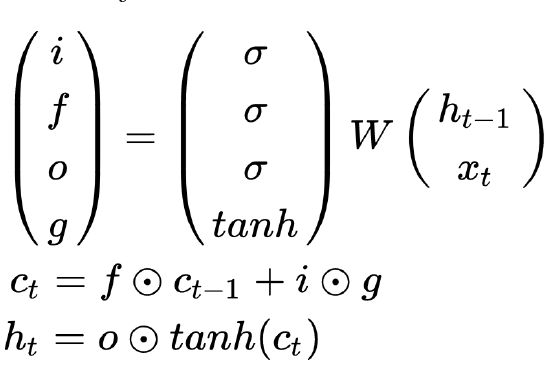 ( i f o g ) = ( σ σ σ tanh ) W ( h_{t−1} x_t )
c_t = f ⊙ c_{t−1} + i ⊙ g
h_t = o ⊙ tanh(c_t)